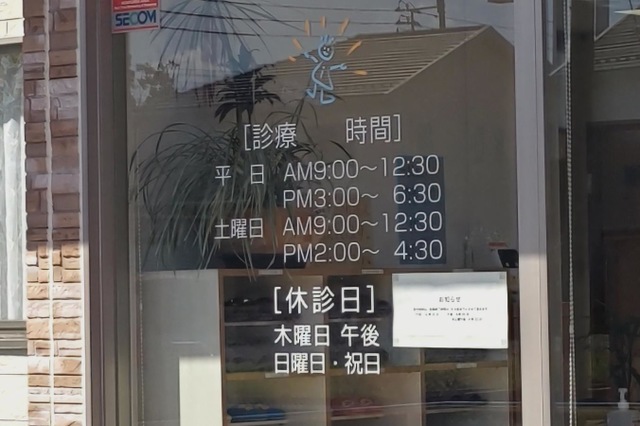 SECOM
[診療 時間]
平 日 AM9:00～12:30
PM3:00～ 6:30
土曜日 AM9:00～12:30
PM2:00～ 4:30
[休診日]
お知らせ
木曜日 午後
日曜日・祝日